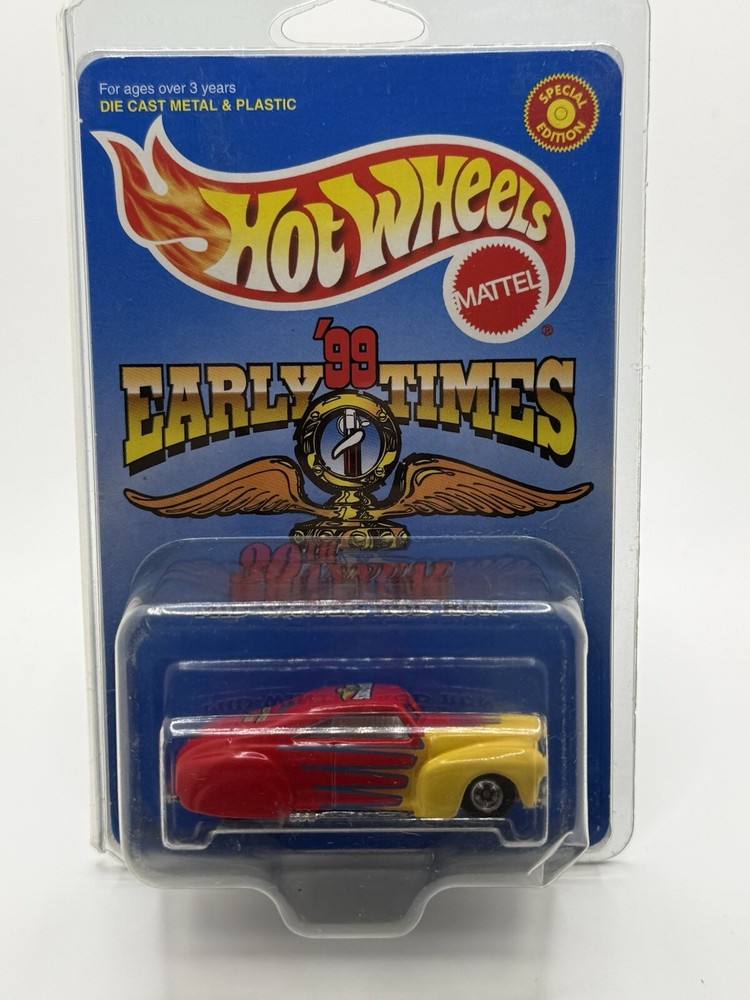 For ages over 3 years
DIE CAST METAL & PLASTIC
SPECIAL
EDITION
HOT WHEELS
MATTEL
®
'99
EARLY TIMES